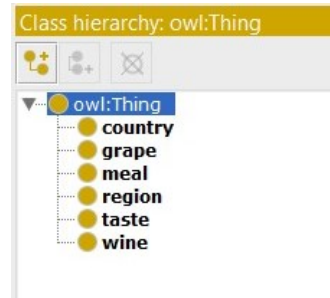 Class hierarchy: owl:Thing
owl:Thing
country
grape
meal
region
taste
wine